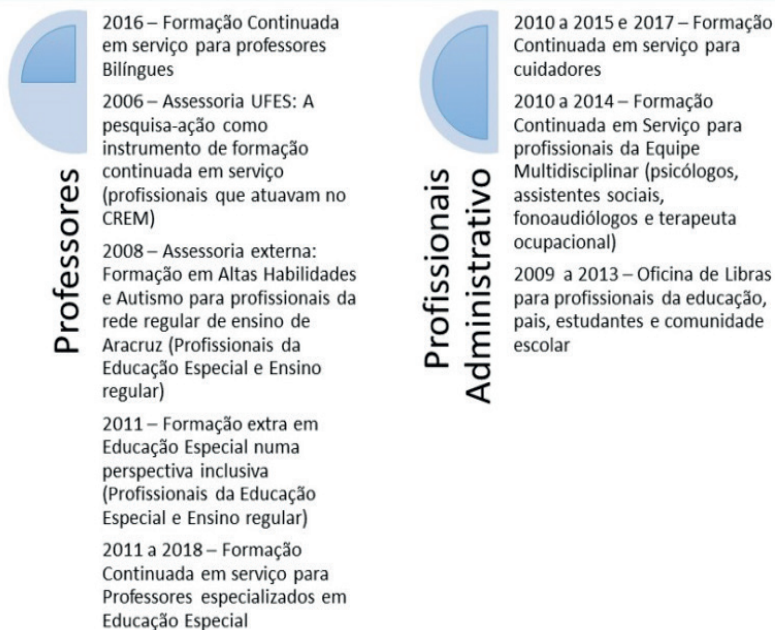 Professores
2016 – Formação Continuada
em serviço para professores
Bilíngues
2006 – Assessoria UFES: A
pesquisa-ação como
instrumento de formação
continuada em serviço
(profissionais que atuavam no
CREM)
2008 – Assessoria externa:
Formação em Altas Habilidades
e Autismo para profissionais da
rede regular de ensino de
Aracruz (Profissionais da
Educação Especial e Ensino
regular)
2011 – Formação extra em
Educação Especial numa
perspectiva inclusiva
(Profissionais da Educação
Especial e Ensino regular)
2011 a 2018 – Formação
Continuada em serviço para
Professores especializados em
Educação Especial
Profissionais
Administrativo
2010 a 2015 e 2017 – Formação
Continuada em serviço para
cuidadores
2010 a 2014 – Formação
Continuada em Serviço para
profissionais da Equipe
Multidisciplinar (psicólogos,
assistentes sociais,
fonoaudiólogos e terapeuta
ocupacional)
2009 a 2013 – Oficina de Libras
para profissionais da educação,
pais, estudantes e comunidade
escolar